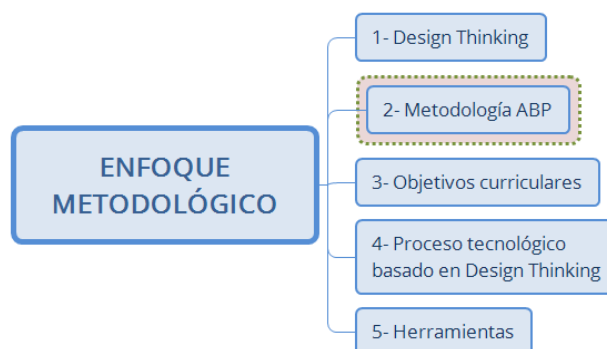 1- Design Thinking
2- Metodología ABP
ENFOQUE
METODOLÓGICO
3- Objetivos curriculares
4- Proceso tecnológico
basado en Design Thinking
5- Herramientas